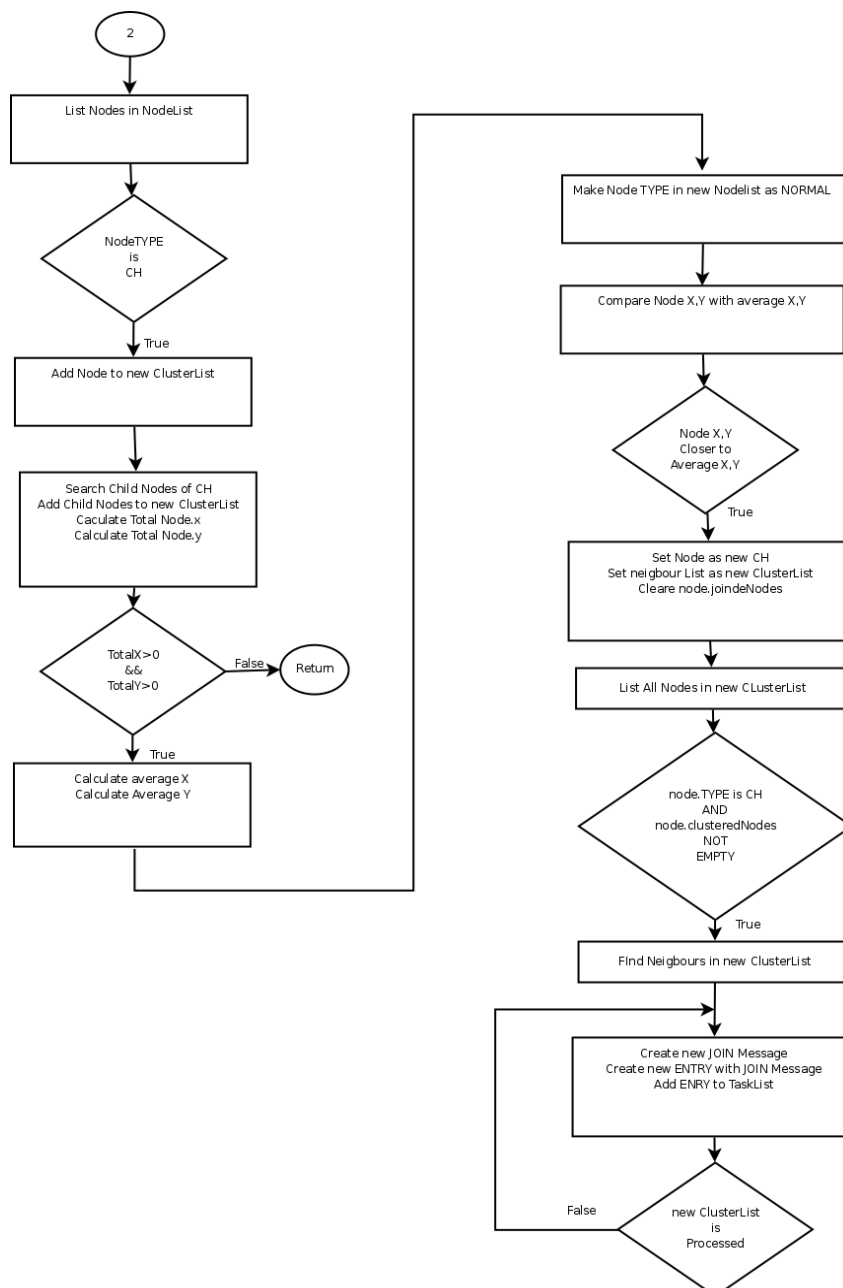 2
List Nodes in NodeList
NodeTYPE
is
CH
True
Add Node to new ClusterList
Search Child Nodes of CH
Add Child Nodes to new ClusterList
Caculate Total Node.x
Calculate Total Node.y
TotalX>0
&&
TotalY>0
False
Return
True
Calculate average X
Calculate Average Y
Make Node TYPE in new Nodelist as NORMAL
Compare Node X,Y with average X,Y
Node X,Y
Closer to
Average X,Y
True
Set Node as new CH
Set neigbour List as new ClusterList
Cleare node.joindeNodes
List All Nodes in new CLusterList
node.TYPE is CH
AND
node.clusteredNodes
NOT
EMPTY
True
FInd Neigbours in new ClusterList
Create new JOIN Message
Create new ENTRY with JOIN Message
Add ENRY to TaskList
False
new ClusterList
is
Processed